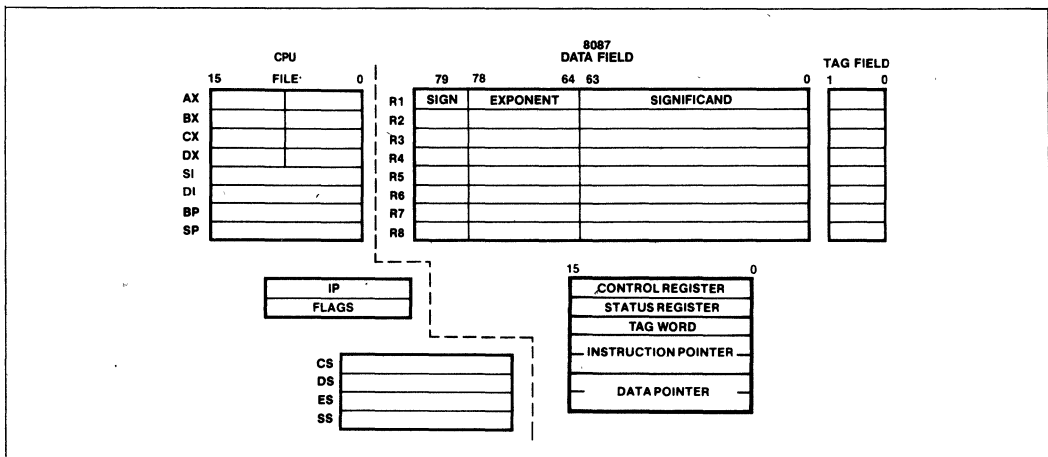 8087
CPU DATA FIELD TAG FIELD
15 FILE 0 79 78 64 63 0 1 0
AX R1 SIGN EXPONENT SIGNIFICAND
BX R2
CX R3
DX R4
SI R5
DI R6
BP R7
SP R8
15 0
IP CONTROL REGISTER
FLAGS STATUS REGISTER
TAG WORD
INSTRUCTION POINTER
CS
DS DATA POINTER
ES
SS